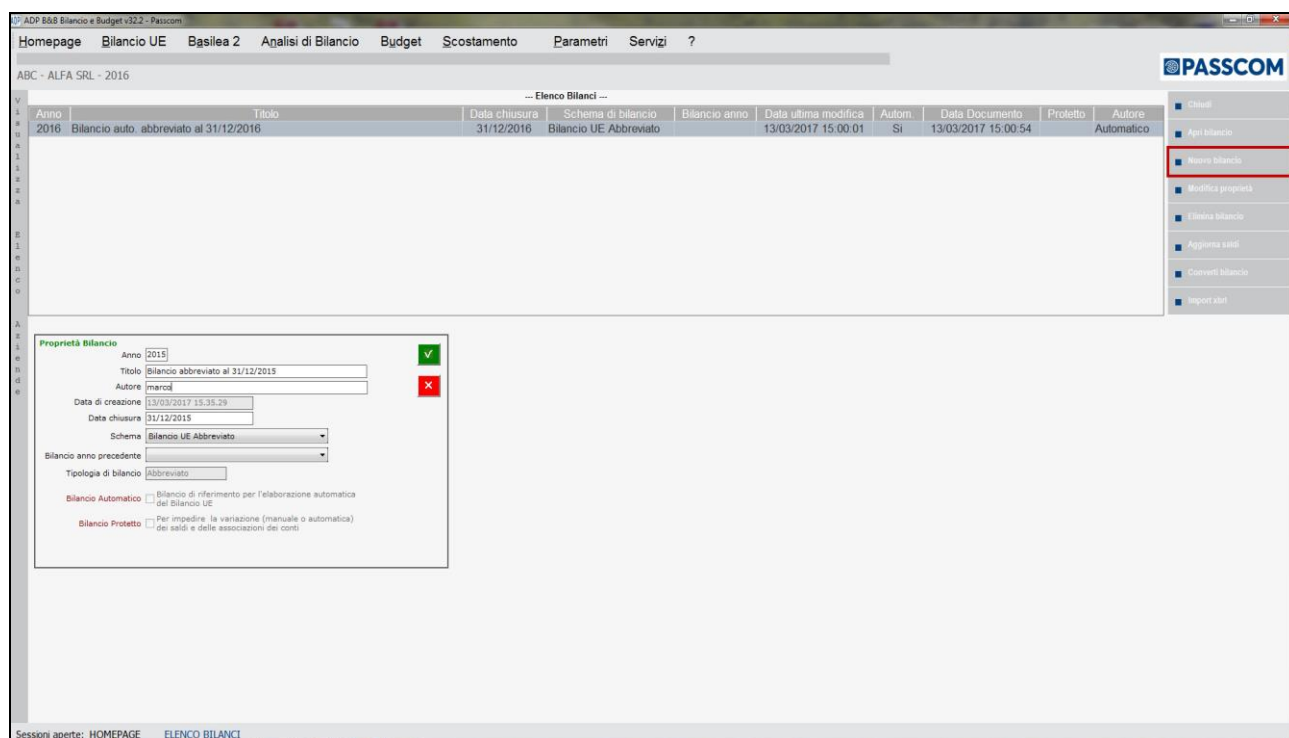 ADP B&B Bilancio e Budget v32.2 - Passcom
Homepage Bilancio UE Basilea 2 Analisi di Bilancio Budget Scostamento Parametri Servizi ?
PASSCOM
ABC - ALFA SRL - 2016
Visualizza Elenco Aziende
--- Elenco Bilanci ---
Anno Titolo Data chiusura Schema di bilancio Bilancio anno Data ultima modifica Autom. Data Documento Protetto Autore
2016 Bilancio auto. abbreviato al 31/12/2016 31/12/2016 Bilancio UE Abbreviato 13/03/2017 15:00:01 Si 13/03/2017 15:00:54 Automatico
Chiudi
Apri bilancio
Nuovo bilancio
Modifica proprietà
Elimina bilancio
Aggiorna saldi
Converti bilancio
Import xbrl
Proprietà Bilancio
Anno 2015
Titolo Bilancio abbreviato al 31/12/2015
Autore marco
Data di creazione 13/03/2017 15.35.29
Data chiusura 31/12/2015
Schema Bilancio UE Abbreviato
Bilancio anno precedente
Tipologia di bilancio Abbreviato
Bilancio Automatico Bilancio di riferimento per l'elaborazione automatica
del Bilancio UE
Bilancio Protetto Per impedire la variazione (manuale o automatica)
dei saldi e delle associazioni dei conti
Sessioni aperte: HOMEPAGE ELENCO BILANCI